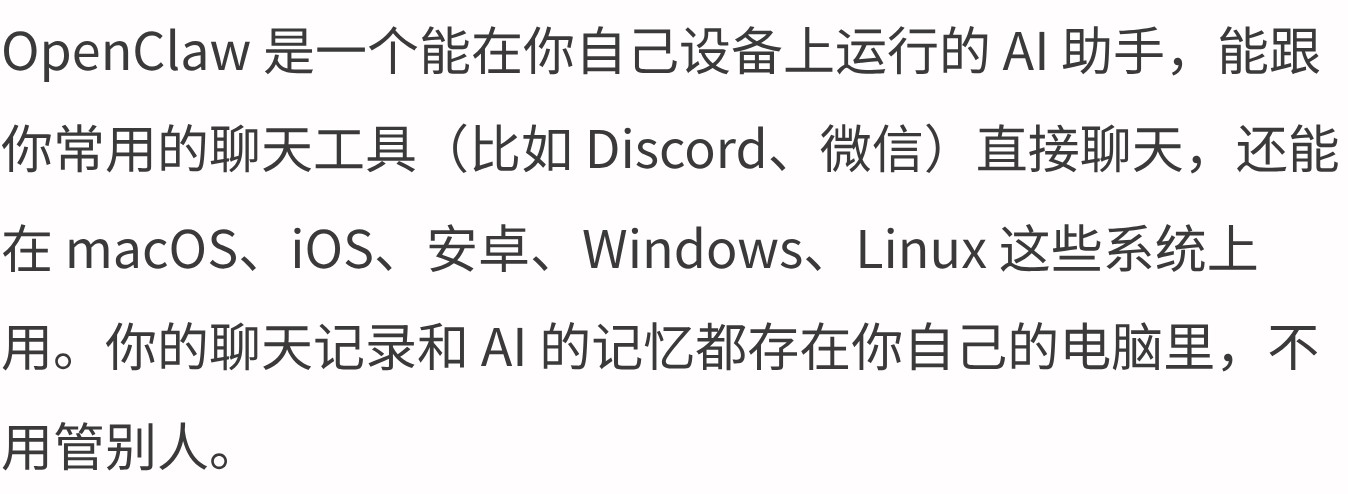 OpenClaw 是一个能在你自己设备上运行的 AI 助手，能跟
你常用的聊天工具（比如 Discord、微信）直接聊天，还能
在 macOS、iOS、安卓、Windows、Linux 这些系统上
用。你的聊天记录和 AI 的记忆都存在你自己的电脑里，不
用管别人。